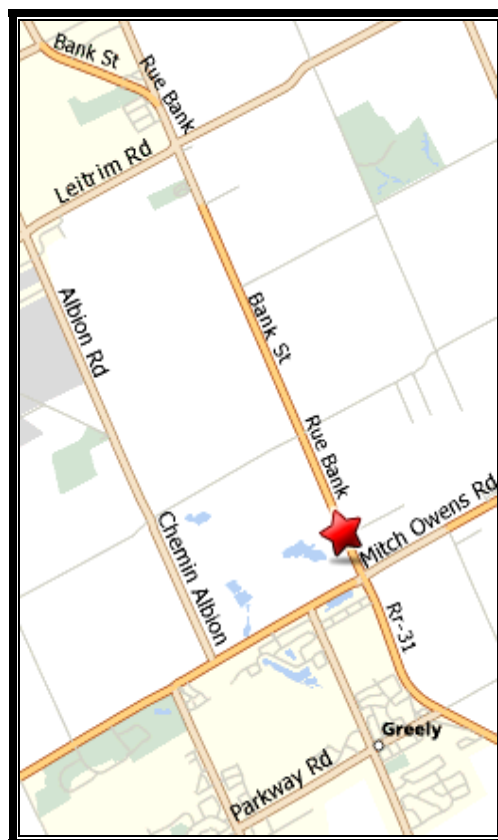 Bank St
Rue Bank
Leitrim Rd
Albion Rd
Bank St
Rue Bank
Mitch Owens Rd
Chemin Albion
Rr-31
Greely
Parkway Rd